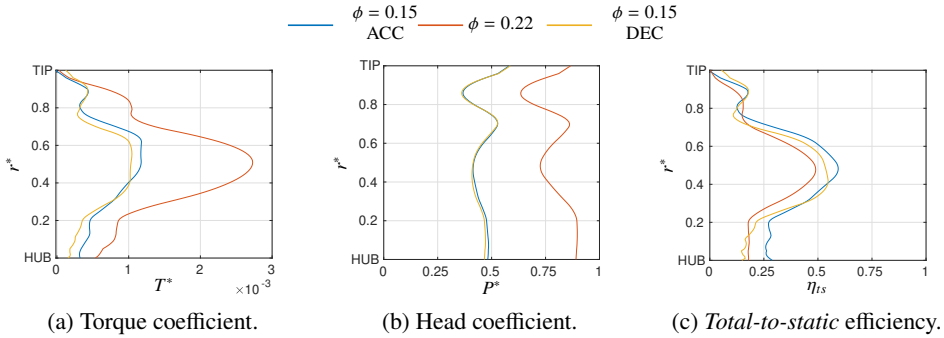 ϕ = 0.15 ACC ϕ = 0.22 ϕ = 0.15 DEC
TIP
0.8
0.6
0.4
0.2
HUB
r*
0 1 2 3
×10⁻³
T*
(a) Torque coefficient.
TIP
0.8
0.6
0.4
0.2
HUB
r*
0 0.25 0.5 0.75 1
P*
(b) Head coefficient.
TIP
0.8
0.6
0.4
0.2
HUB
r*
0 0.25 0.5 0.75 1
ηts
(c) Total-to-static efficiency.